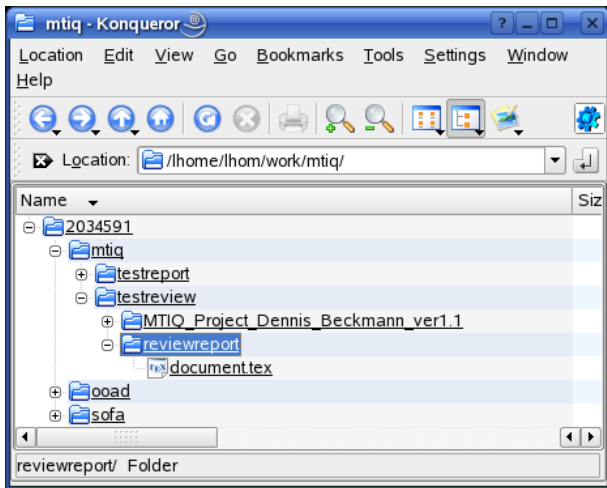 mtiq - Konqueror
Location Edit View Go Bookmarks Tools Settings Window
Help
Location: /lhome/lhom/work/mtiq/
Name Siz
2034591
mtiq
testreport
testreview
MTIQ_Project_Dennis_Beckmann_ver1.1
reviewreport
document.tex
ooad
sofa
reviewreport/ Folder